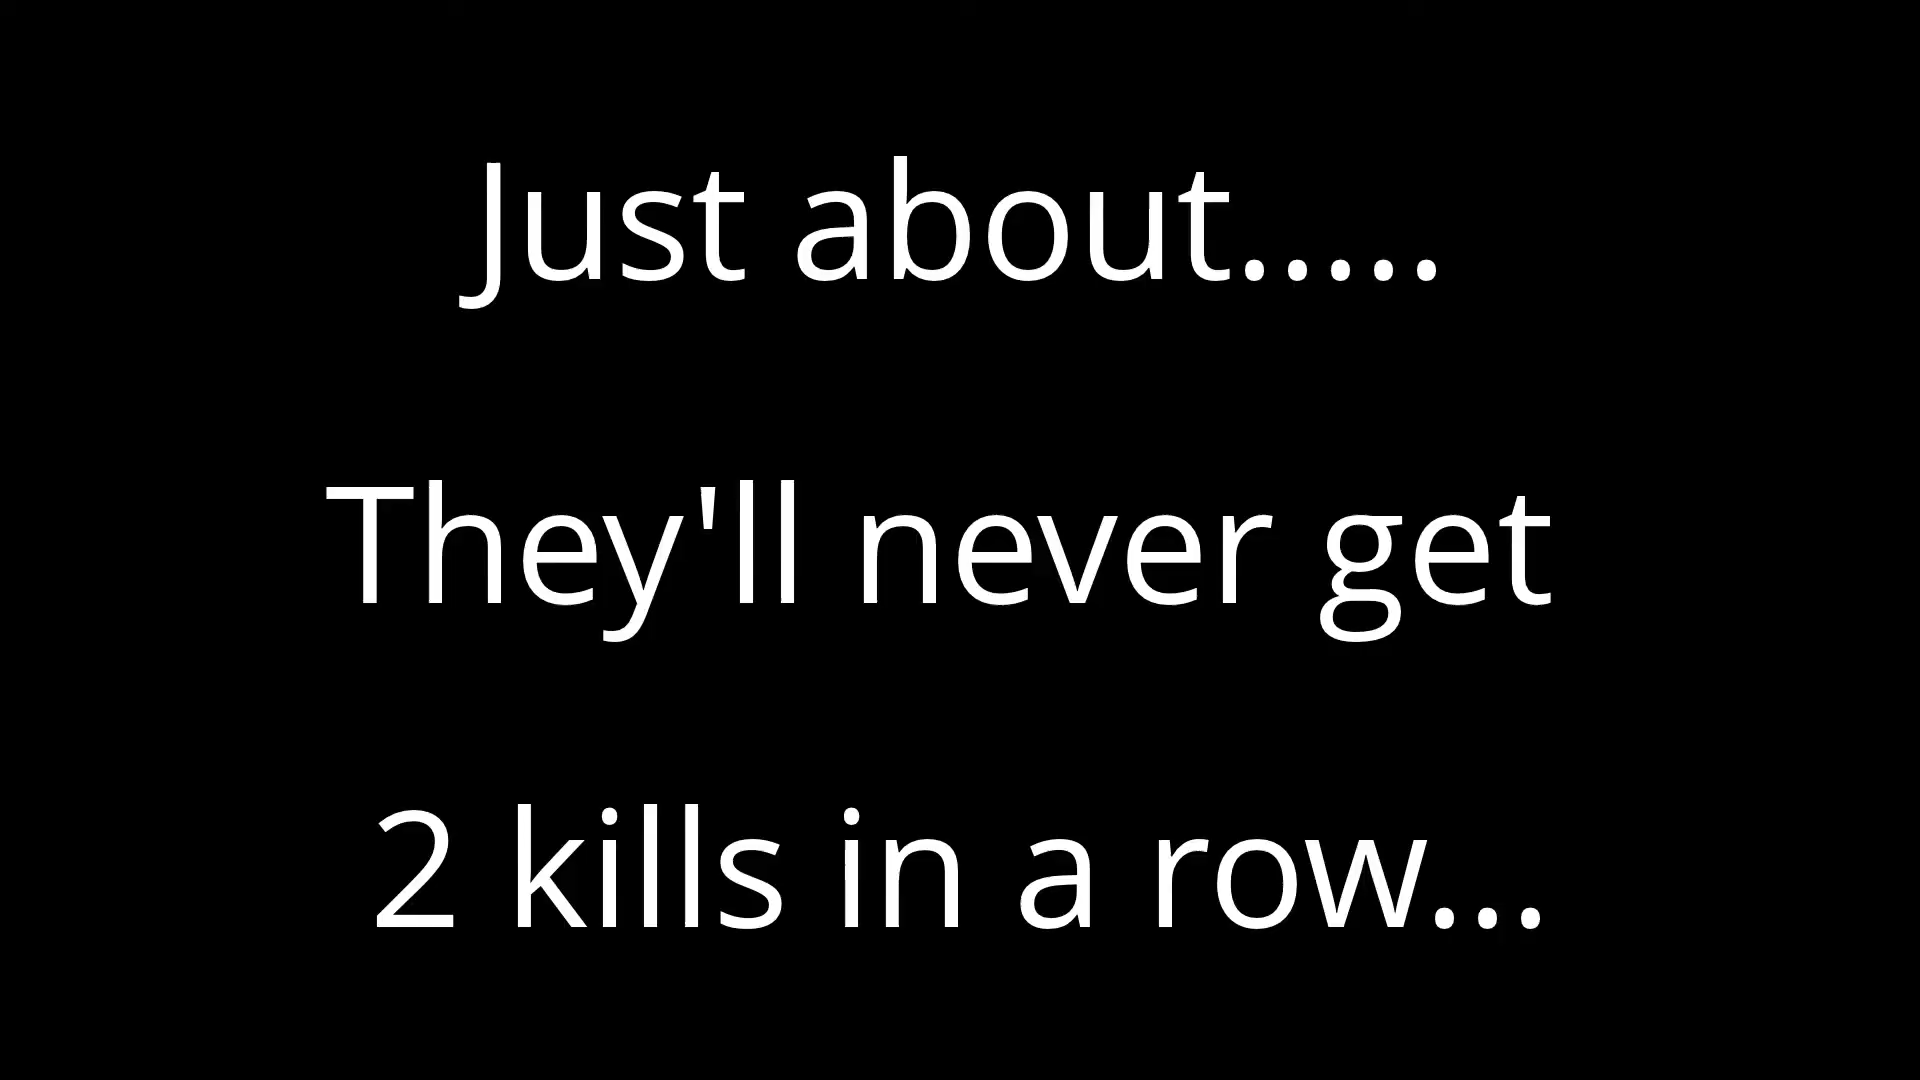 Just about.....
They'll never get
2 kills in a row...